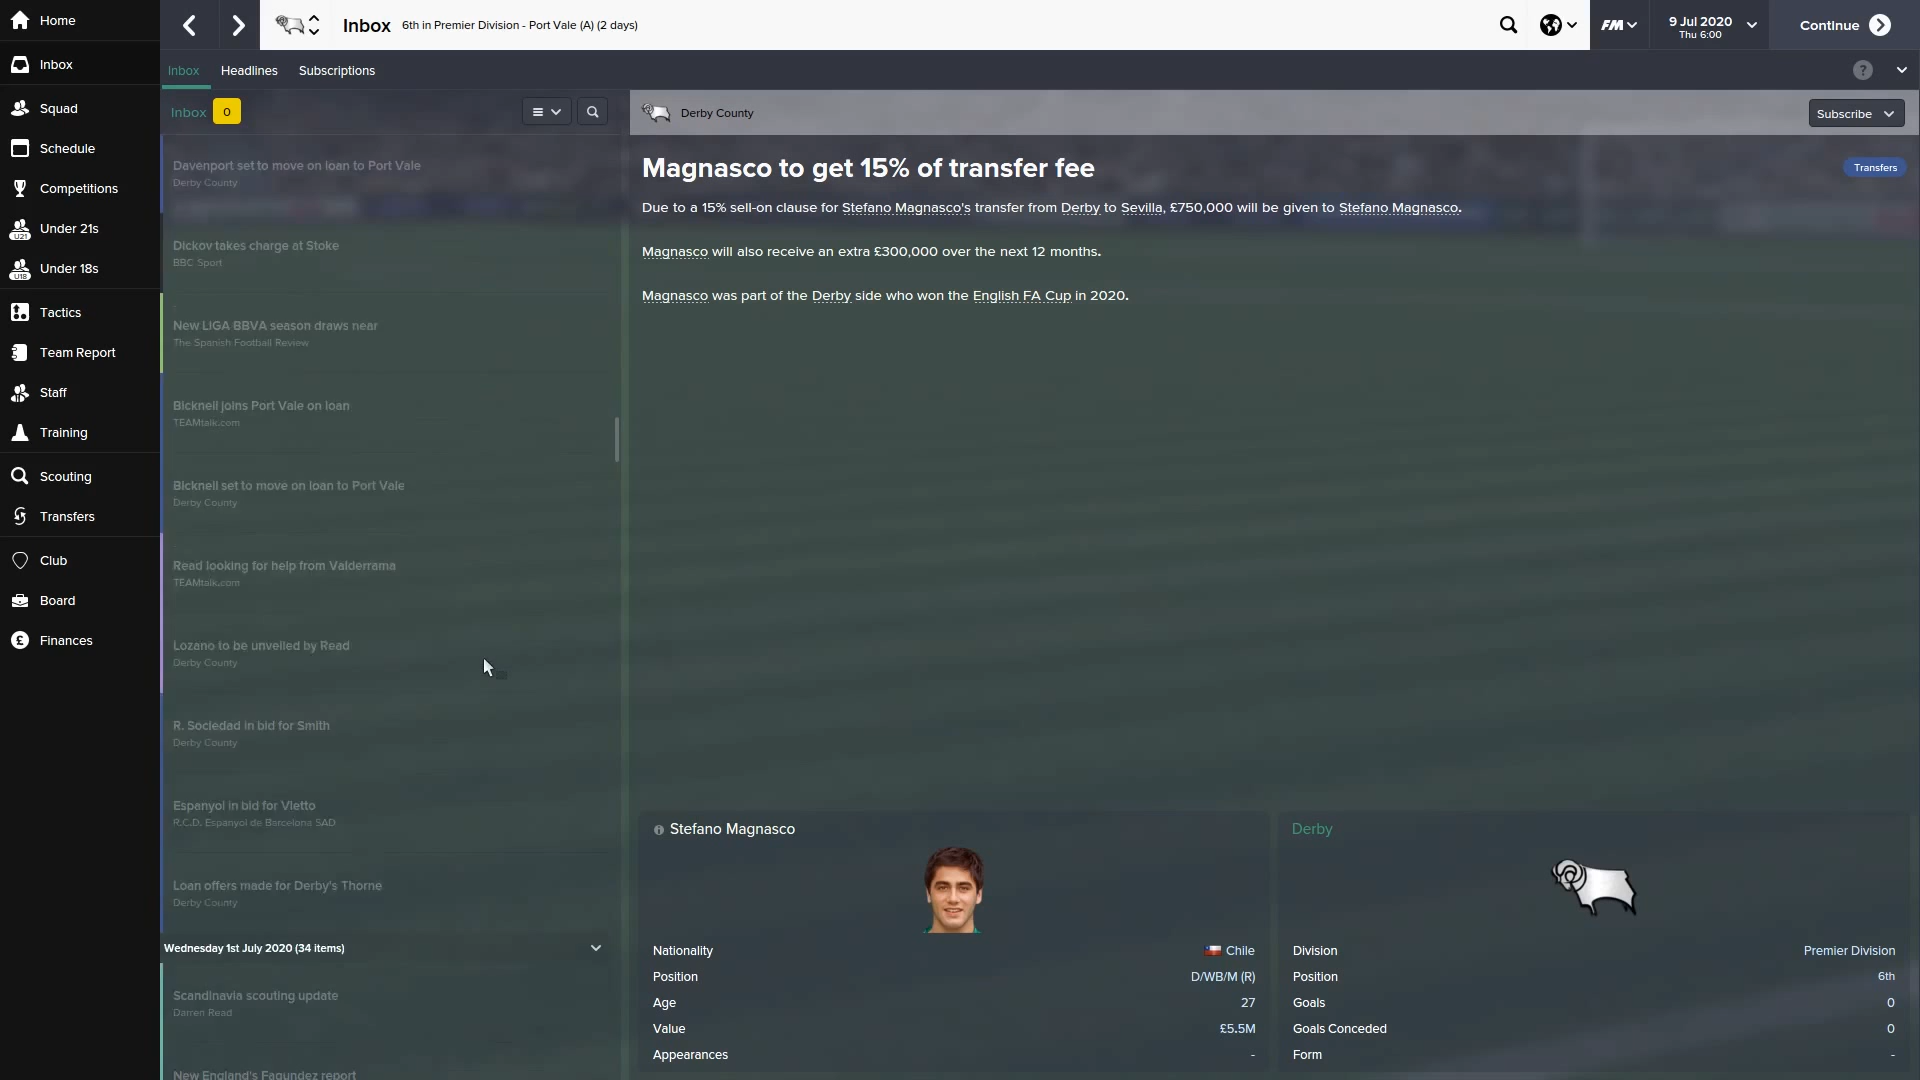 Home
Inbox
Squad
Schedule
Competitions
Under 21s
U21
Under 18s
U18
Tactics
Team Report
Staff
Training
Scouting
Transfers
Club
Board
Finances
Inbox
6th in Premier Division - Port Vale (A) (2 days)
FM
9 Jul 2020
Thu 6:00
Continue
Inbox
Headlines
Subscriptions
?
Inbox
0
Davenport set to move on loan to Port Vale
Derby County
Dickov takes charge at Stoke
BBC Sport
New LIGA BBVA season draws near
The Spanish Football Review
Bicknell joins Port Vale on loan
TEAMtalk.com
Bicknell set to move on loan to Port Vale
Derby County
Read looking for help from Valderrama
TEAMtalk.com
Lozano to be unveiled by Read
Derby County
R. Sociedad in bid for Smith
Derby County
Espanyol in bid for Vietto
R.C.D. Espanyol de Barcelona SAD
Loan offers made for Derby's Thorne
Derby County
Wednesday 1st July 2020 (34 items)
Scandinavia scouting update
Darren Read
New England's Fagundez report
Derby County
Subscribe
Magnasco to get 15% of transfer fee
Transfers
Due to a 15% sell-on clause for Stefano Magnasco's transfer from Derby to Sevilla, £750,000 will be given to Stefano Magnasco.
Magnasco will also receive an extra £300,000 over the next 12 months.
Magnasco was part of the Derby side who won the English FA Cup in 2020.
Stefano Magnasco
Nationality
Chile
Position
D/WB/M (R)
Age
27
Value
£5.5M
Appearances
-
Derby
Division
Premier Division
Position
6th
Goals
0
Goals Conceded
0
Form
-